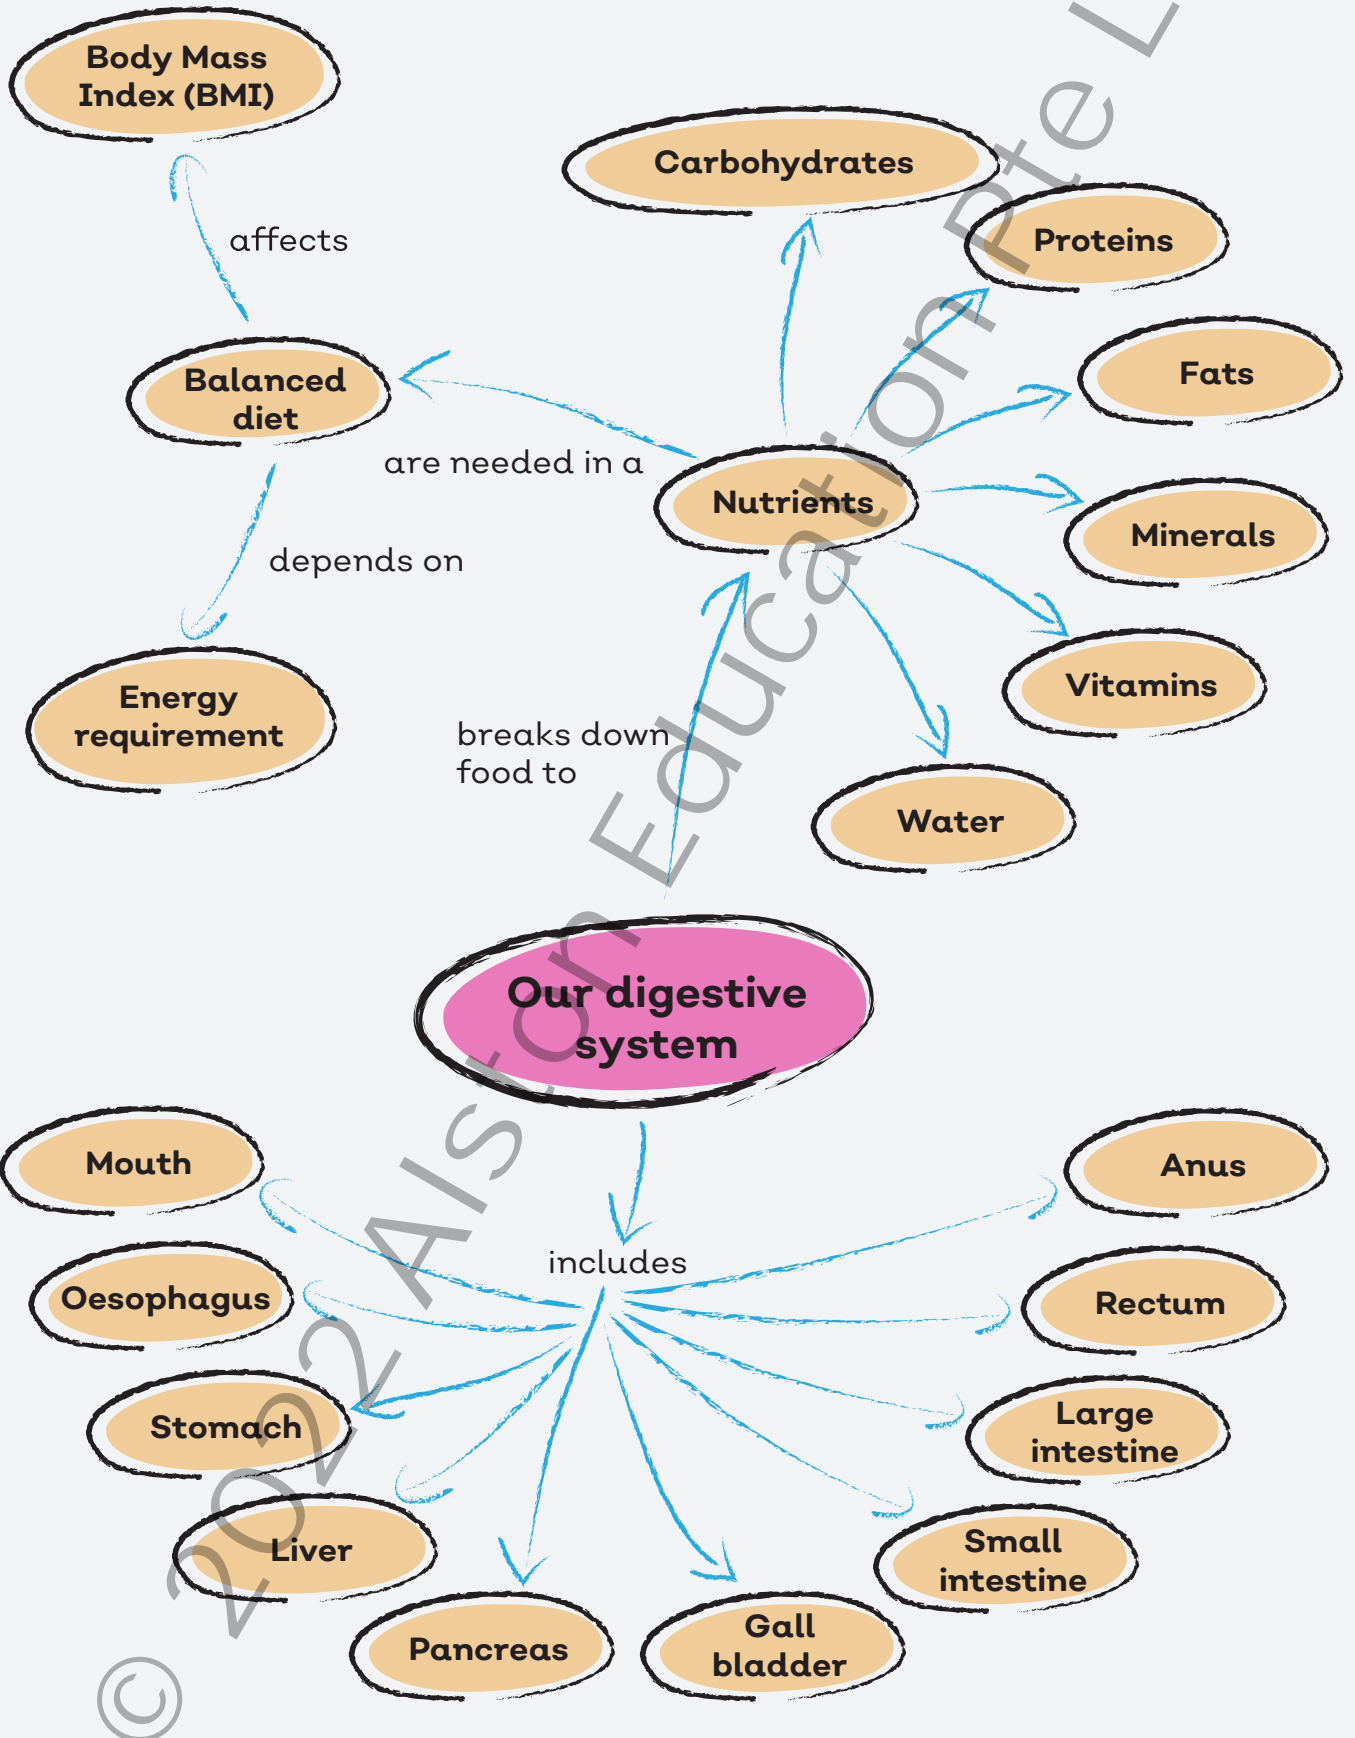 Body Mass
Index (BMI)
Carbohydrates
Proteins
affects
Fats
Balanced
diet
are needed in a
Nutrients
Minerals
depends on
Vitamins
Energy
requirement
breaks down
food to
Water
Our digestive
system
Mouth
Anus
includes
Oesophagus
Rectum
Stomach
Large
intestine
Liver
Small
intestine
Pancreas
Gall
bladder
© 2022 Alston Education Pte L